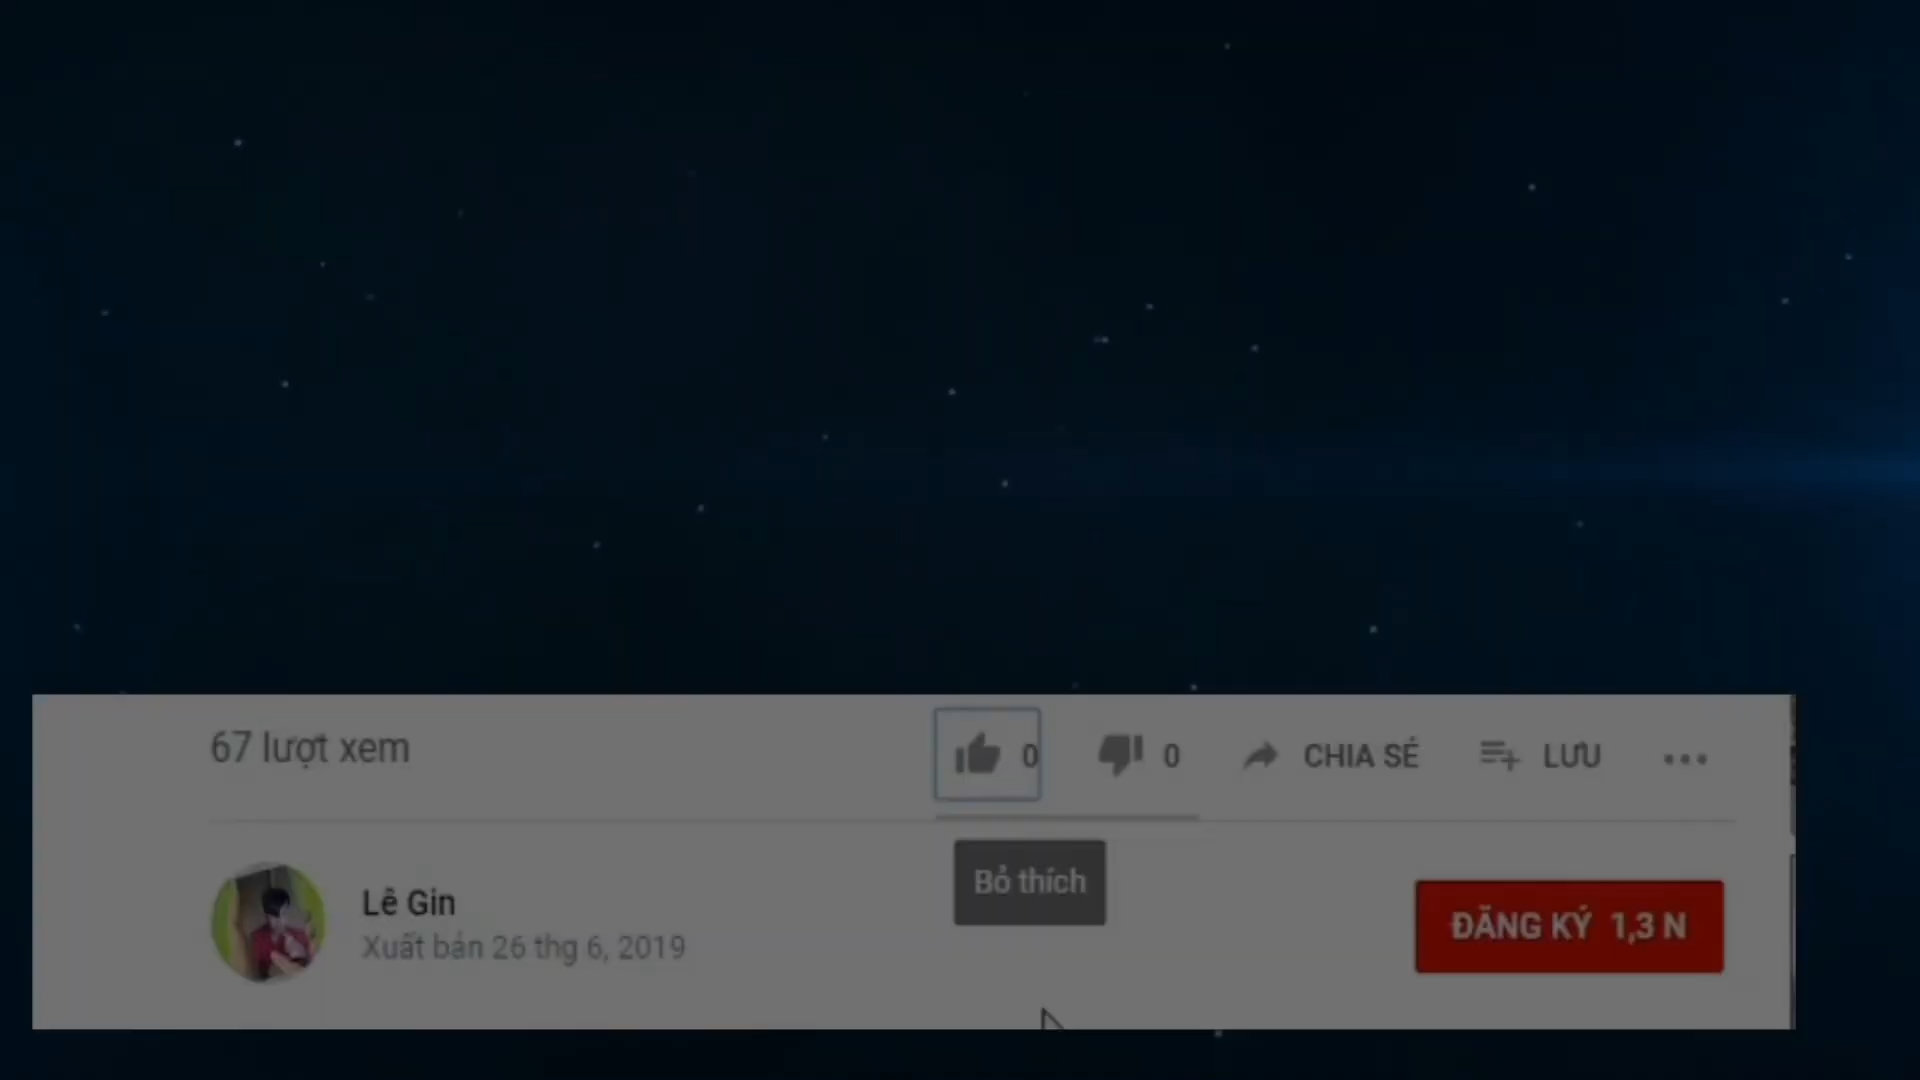 67 lượt xem
0 0 CHIA SẺ LƯU
Bỏ thích
Lê Gin
ĐĂNG KÝ 1,3 N
Xuất bản 26 thg 6, 2019